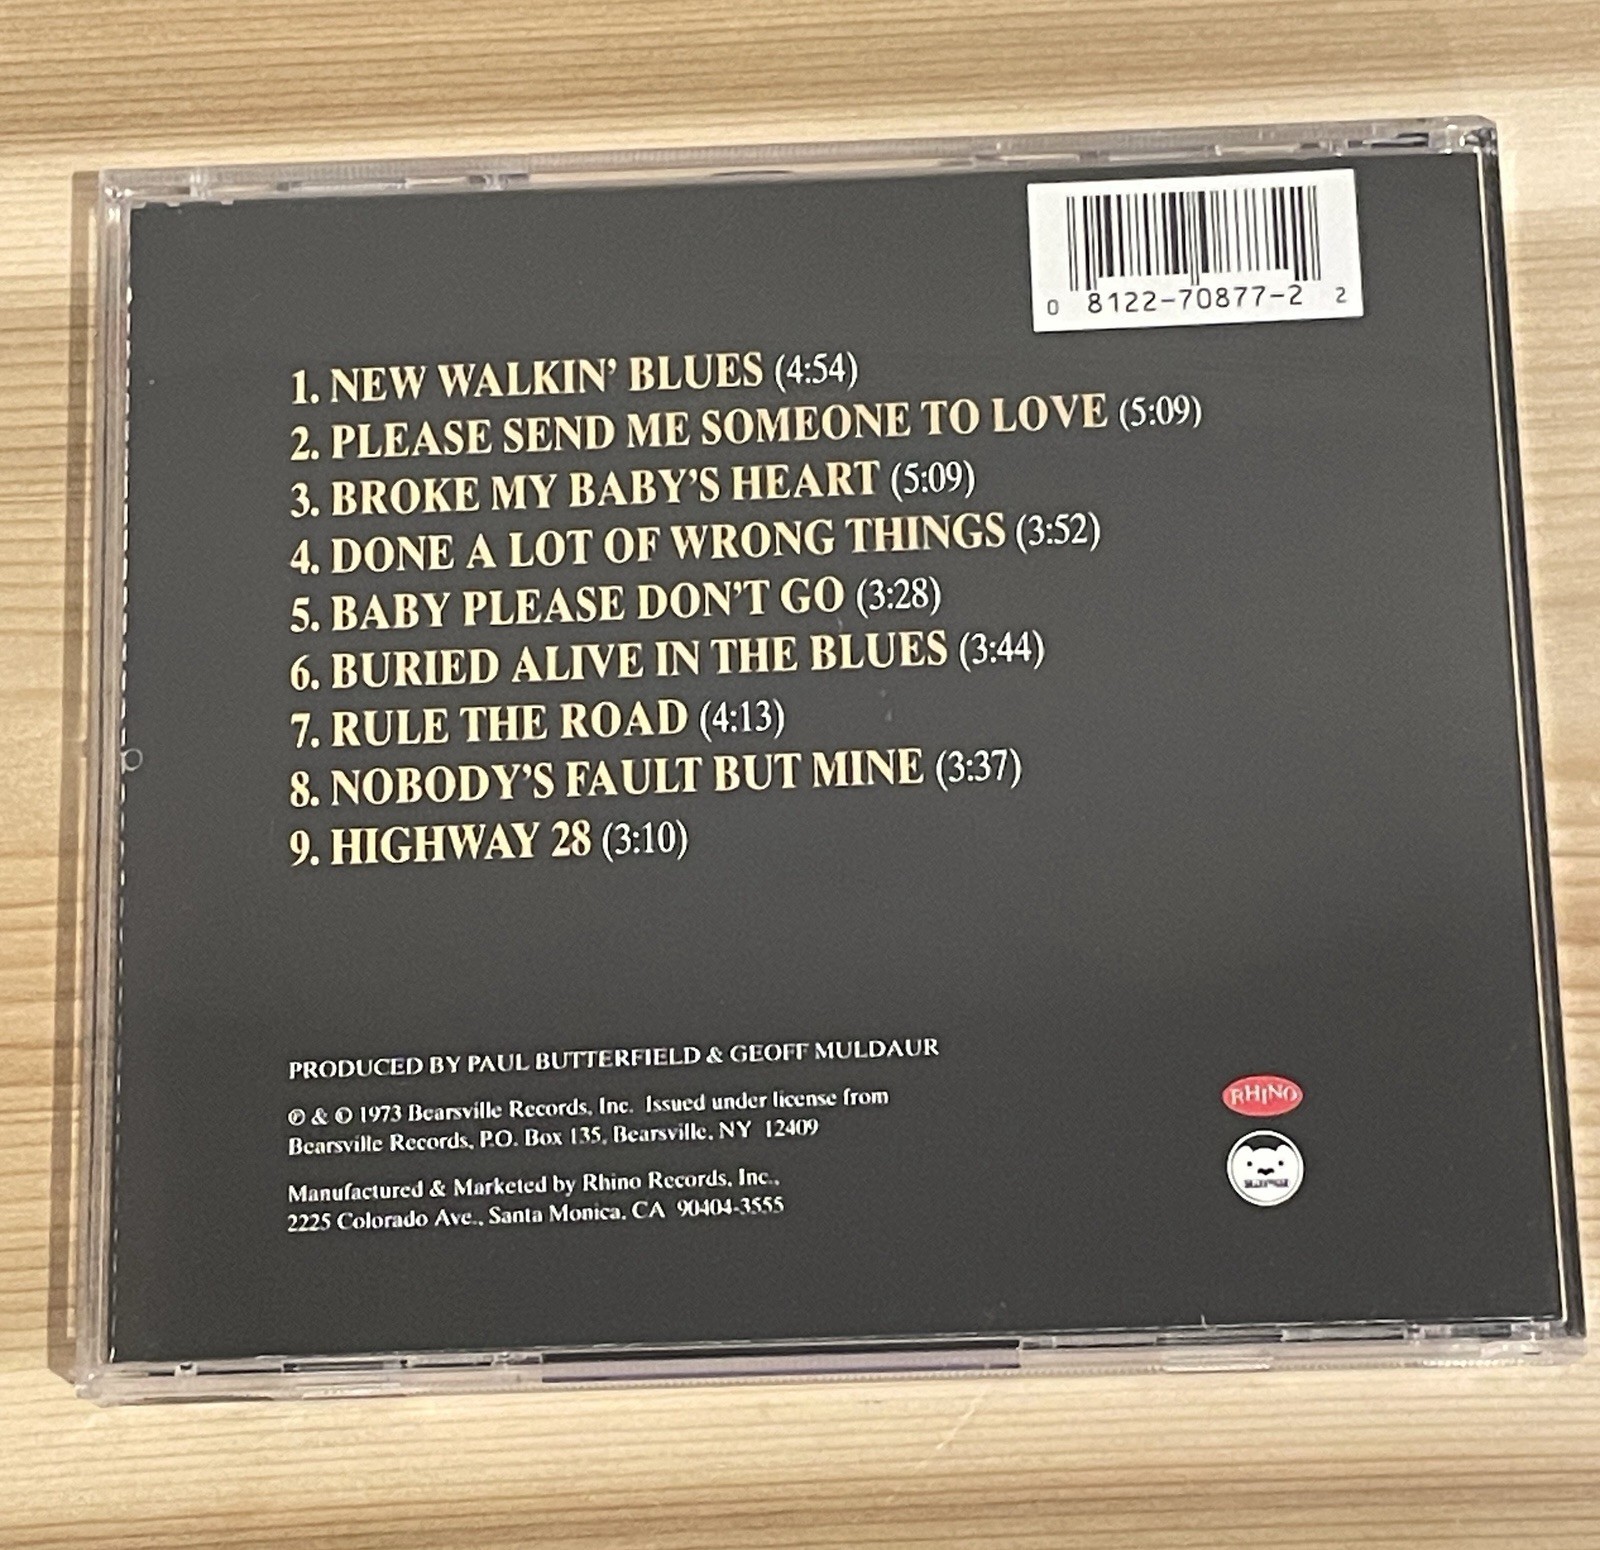 0 8122-70877-2 2
1. NEW WALKIN' BLUES (4:54)
2. PLEASE SEND ME SOMEONE TO LOVE (5:09)
3. BROKE MY BABY'S HEART (5:09)
4. DONE A LOT OF WRONG THINGS (3:52)
5. BABY PLEASE DON'T GO (3:28)
6. BURIED ALIVE IN THE BLUES (3:44)
7. RULE THE ROAD (4:13)
8. NOBODY'S FAULT BUT MINE (3:37)
9. HIGHWAY 28 (3:10)
PRODUCED BY PAUL BUTTERFIELD & GEOFF MULDAUR
℗ & © 1973 Bearsville Records, Inc. Issued under license from
Bearsville Records, P.O. Box 135, Bearsville, NY 12409
Manufactured & Marketed by Rhino Records, Inc.,
2225 Colorado Ave., Santa Monica, CA 90404-3555
RHINO